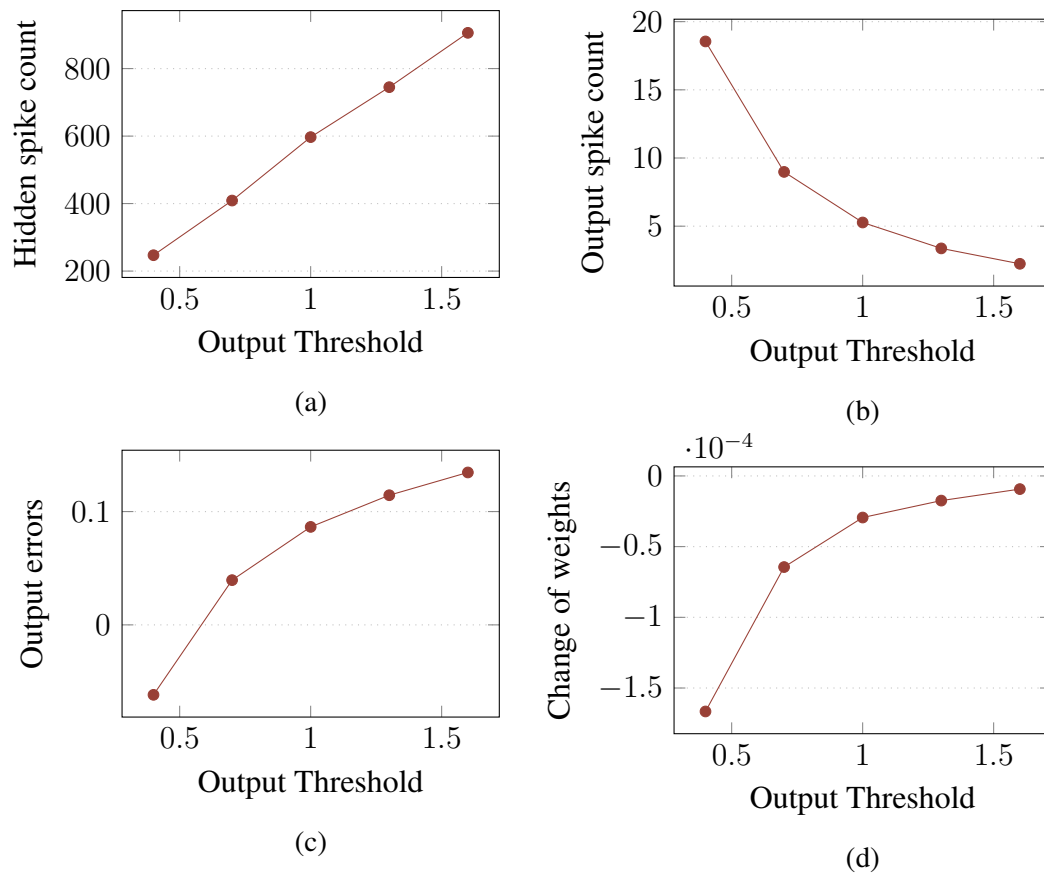 Hidden spike count
800
600
400
200
0.5 1 1.5
Output Threshold
(a)
Output spike count
20
15
10
5
0.5 1 1.5
Output Threshold
(b)
Output errors
0.1
0
0.5 1 1.5
Output Threshold
(c)
Change of weights
·10⁻⁴
0
−0.5
−1
−1.5
0.5 1 1.5
Output Threshold
(d)